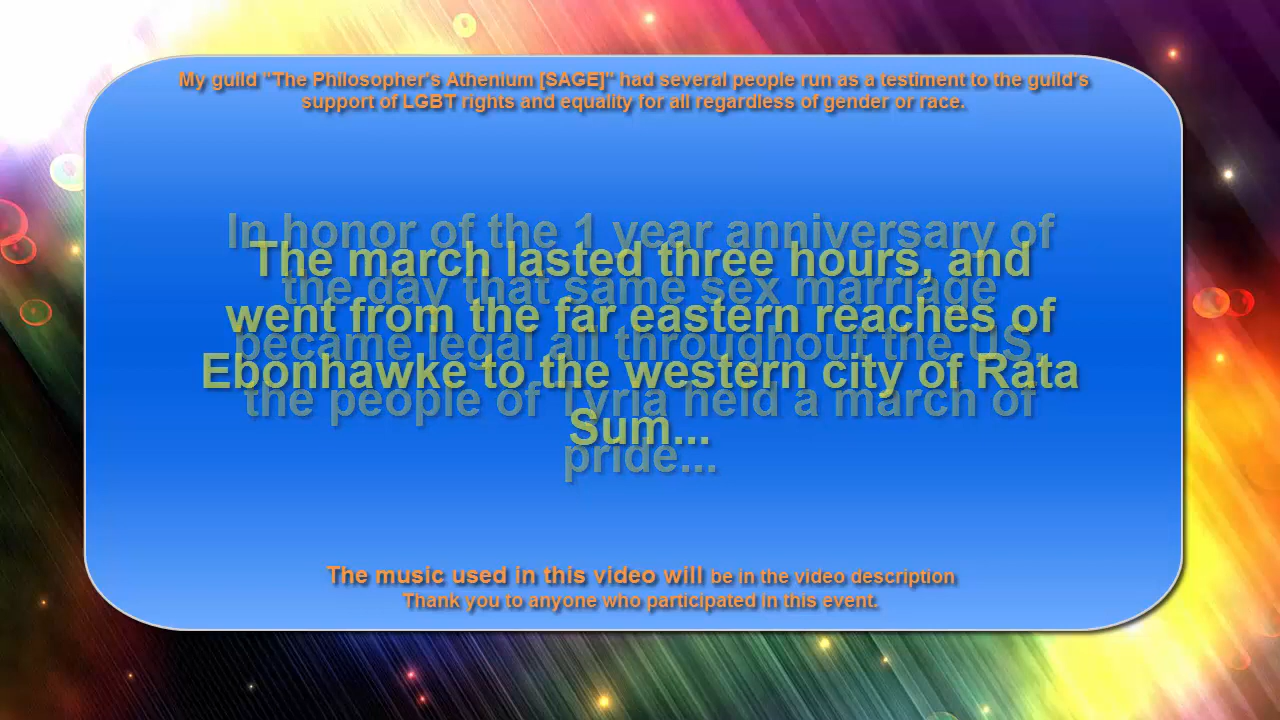 My guild "The Philosopher's Athenium [SAGE]" had several people run as a testiment to the guild's
support of LGBT rights and equality for all regardless of gender or race.
In honor of the 1 year anniversary of
the day that same sex marriage
became legal all throughout the US,
the people of Tyria held a march of
pride...
The march lasted three hours, and
went from the far eastern reaches of
Ebonhawke to the western city of Rata
Sum...
The music used in this video will be in the video description
Thank you to anyone who participated in this event.